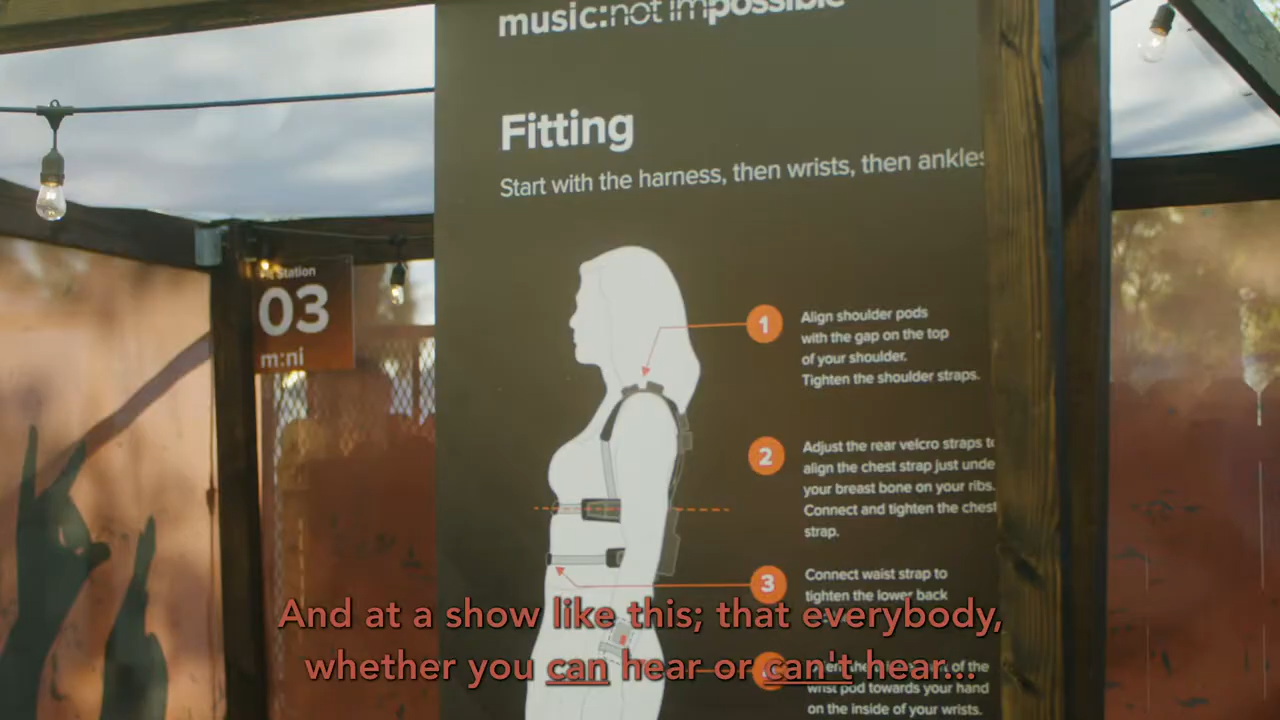 music:not impossible
Fitting
Start with the harness, then wrists, then ankles
Station
03
m:ni
1
Align shoulder pods
with the gap on the top
of your shoulder.
Tighten the shoulder straps.
2
Adjust the rear velcro straps to
align the chest strap just unde
your breast bone on your ribs.
Connect and tighten the chest
strap.
3
Connect waist strap to
tighten the lower back
of the
wrist pod towards your hand
on the inside of your wrists.
And at a show like this; that everybody,
whether you can hear or can't hear...